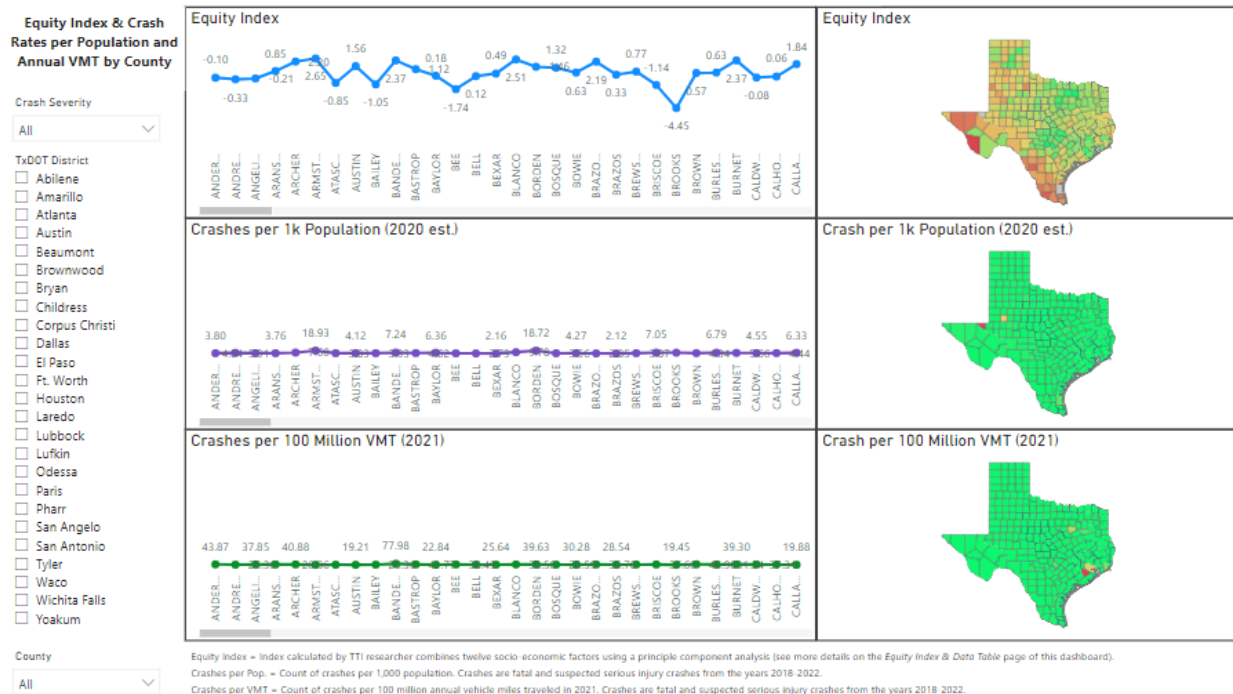 Equity Index & Crash
Rates per Population and
Annual VMT by County
Crash Severity
All
TxDOT District
Abilene
Amarillo
Atlanta
Austin
Beaumont
Brownwood
Bryan
Childress
Corpus Christi
Dallas
El Paso
Ft. Worth
Houston
Laredo
Lubbock
Lufkin
Odessa
Paris
Pharr
San Angelo
San Antonio
Tyler
Waco
Wichita Falls
Yoakum
County
All
Equity Index
-0.10 -0.33 0.85 -0.21 2.65 -0.85 1.56 -1.05 2.37 0.18 1.12 -1.74 0.12 0.49 2.51 1.32 0.63 2.19 0.33 0.77 -1.14 -4.45 0.57 0.63 2.37 -0.08 0.06 1.84
ANDER... ANDRE... ANGELI... ARANS... ARCHER ARMST... ATASC... AUSTIN BAILEY BANDE... BASTROP BAYLOR BEE BELL BEXAR BLANCO BORDEN BOSQUE BOWIE BRAZO... BRAZOS BREWS... BRISCOE BROOKS BROWN BURLES... BURNET CALDW... CALHO... CALLA...
Equity Index
Crashes per 1k Population (2020 est.)
3.80 3.76 18.93 4.12 7.24 6.36 2.16 18.72 4.27 2.12 7.05 6.79 4.55 6.33
ANDER... ANDRE... ANGELI... ARANS... ARCHER ARMST... ATASC... AUSTIN BAILEY BANDE... BASTROP BAYLOR BEE BELL BEXAR BLANCO BORDEN BOSQUE BOWIE BRAZO... BRAZOS BREWS... BRISCOE BROOKS BROWN BURLES... BURNET CALDW... CALHO... CALLA...
Crash per 1k Population (2020 est.)
Crashes per 100 Million VMT (2021)
43.87 37.85 40.88 19.21 77.98 22.84 25.64 39.63 30.28 28.54 19.45 39.30 19.88
ANDER... ANDRE... ANGELI... ARANS... ARCHER ARMST... ATASC... AUSTIN BAILEY BANDE... BASTROP BAYLOR BEE BELL BEXAR BLANCO BORDEN BOSQUE BOWIE BRAZO... BRAZOS BREWS... BRISCOE BROOKS BROWN BURLES... BURNET CALDW... CALHO... CALLA...
Crash per 100 Million VMT (2021)
Equity Index = Index calculated by TTI researcher combines twelve socio-economic factors using a principle component analysis (see more details on the Equity Index & Data Table page of this dashboard).
Crashes per Pop. = Count of crashes per 1,000 population. Crashes are fatal and suspected serious injury crashes from the years 2018-2022.
Crashes per VMT = Count of crashes per 100 million annual vehicle miles traveled in 2021. Crashes are fatal and suspected serious injury crashes from the years 2018-2022.